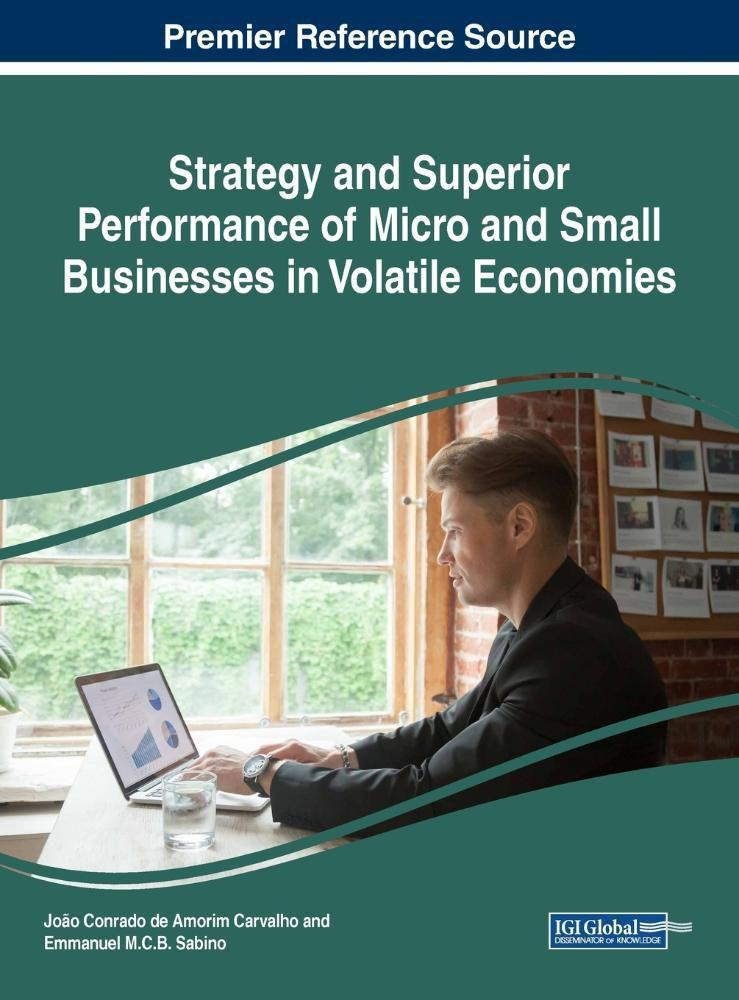 Premier Reference Source
Strategy and Superior
Performance of Micro and Small
Businesses in Volatile Economies
João Conrado de Amorim Carvalho and
Emmanuel M.C.B. Sabino
IGI Global
DISSEMINATOR OF KNOWLEDGE